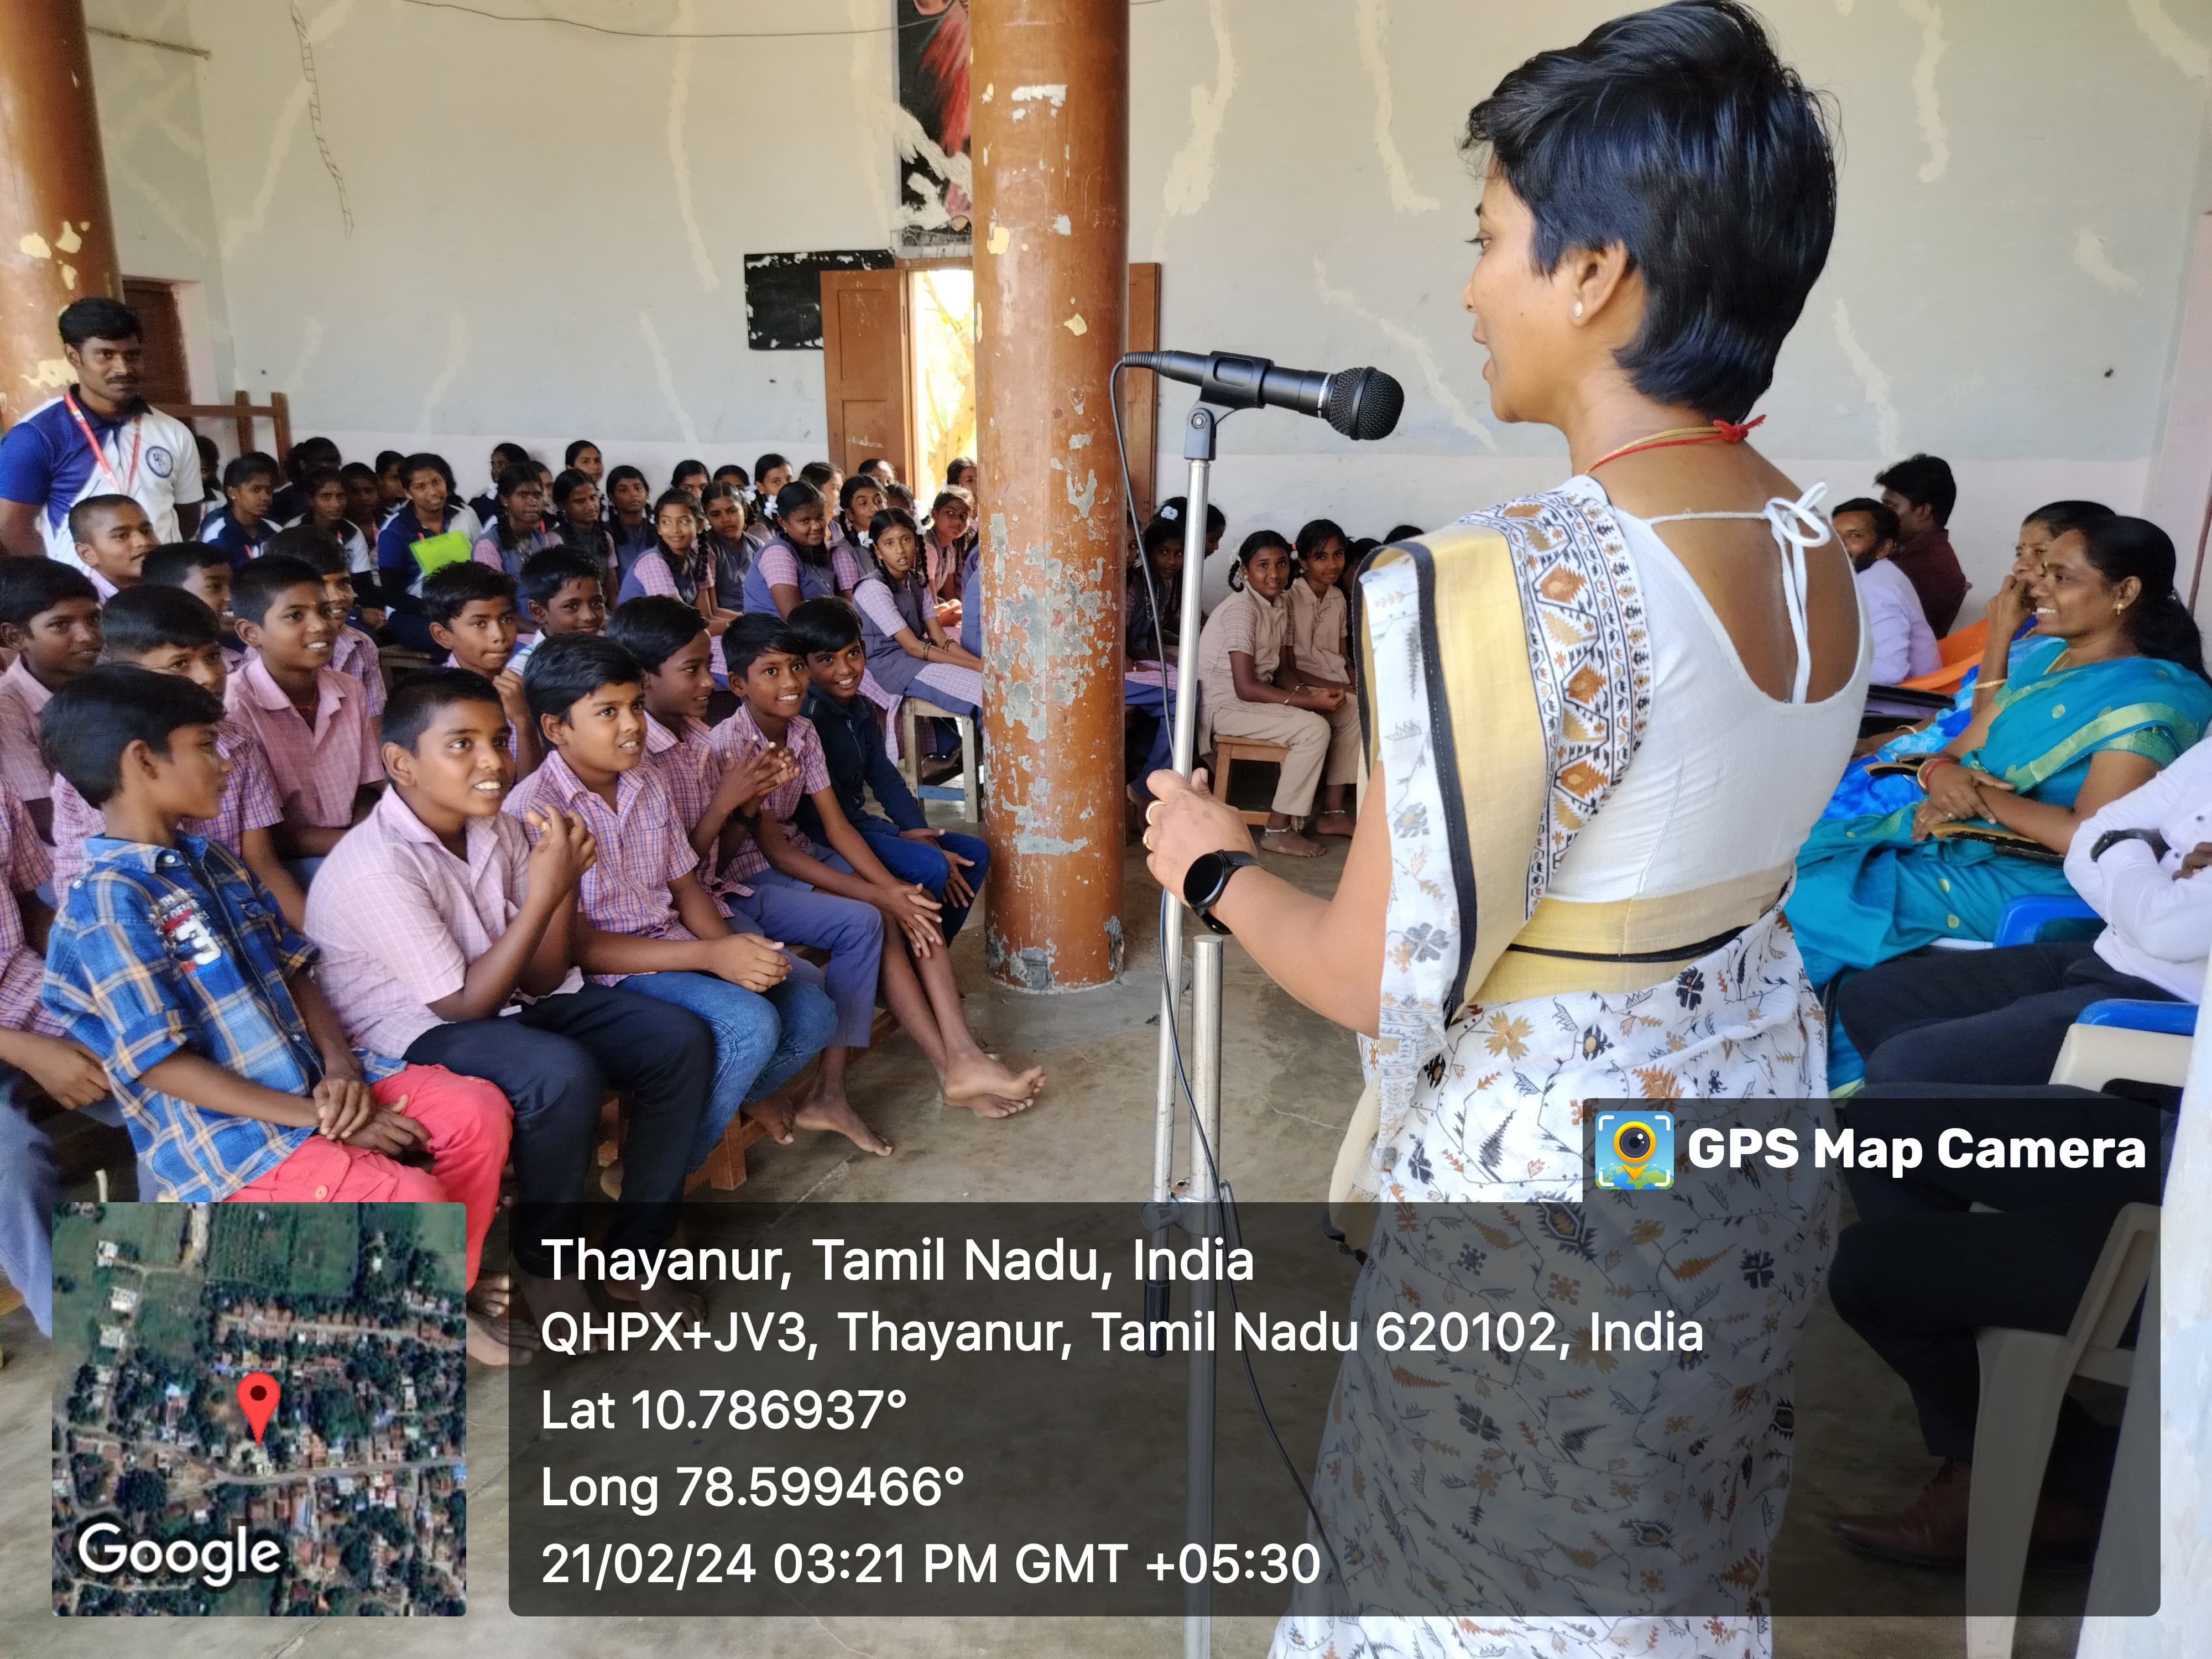 GPS Map Camera
Thayanur, Tamil Nadu, India
QHPX+JV3, Thayanur, Tamil Nadu 620102, India
Lat 10.786937°
Long 78.599466°
21/02/24 03:21 PM GMT +05:30
Google
3